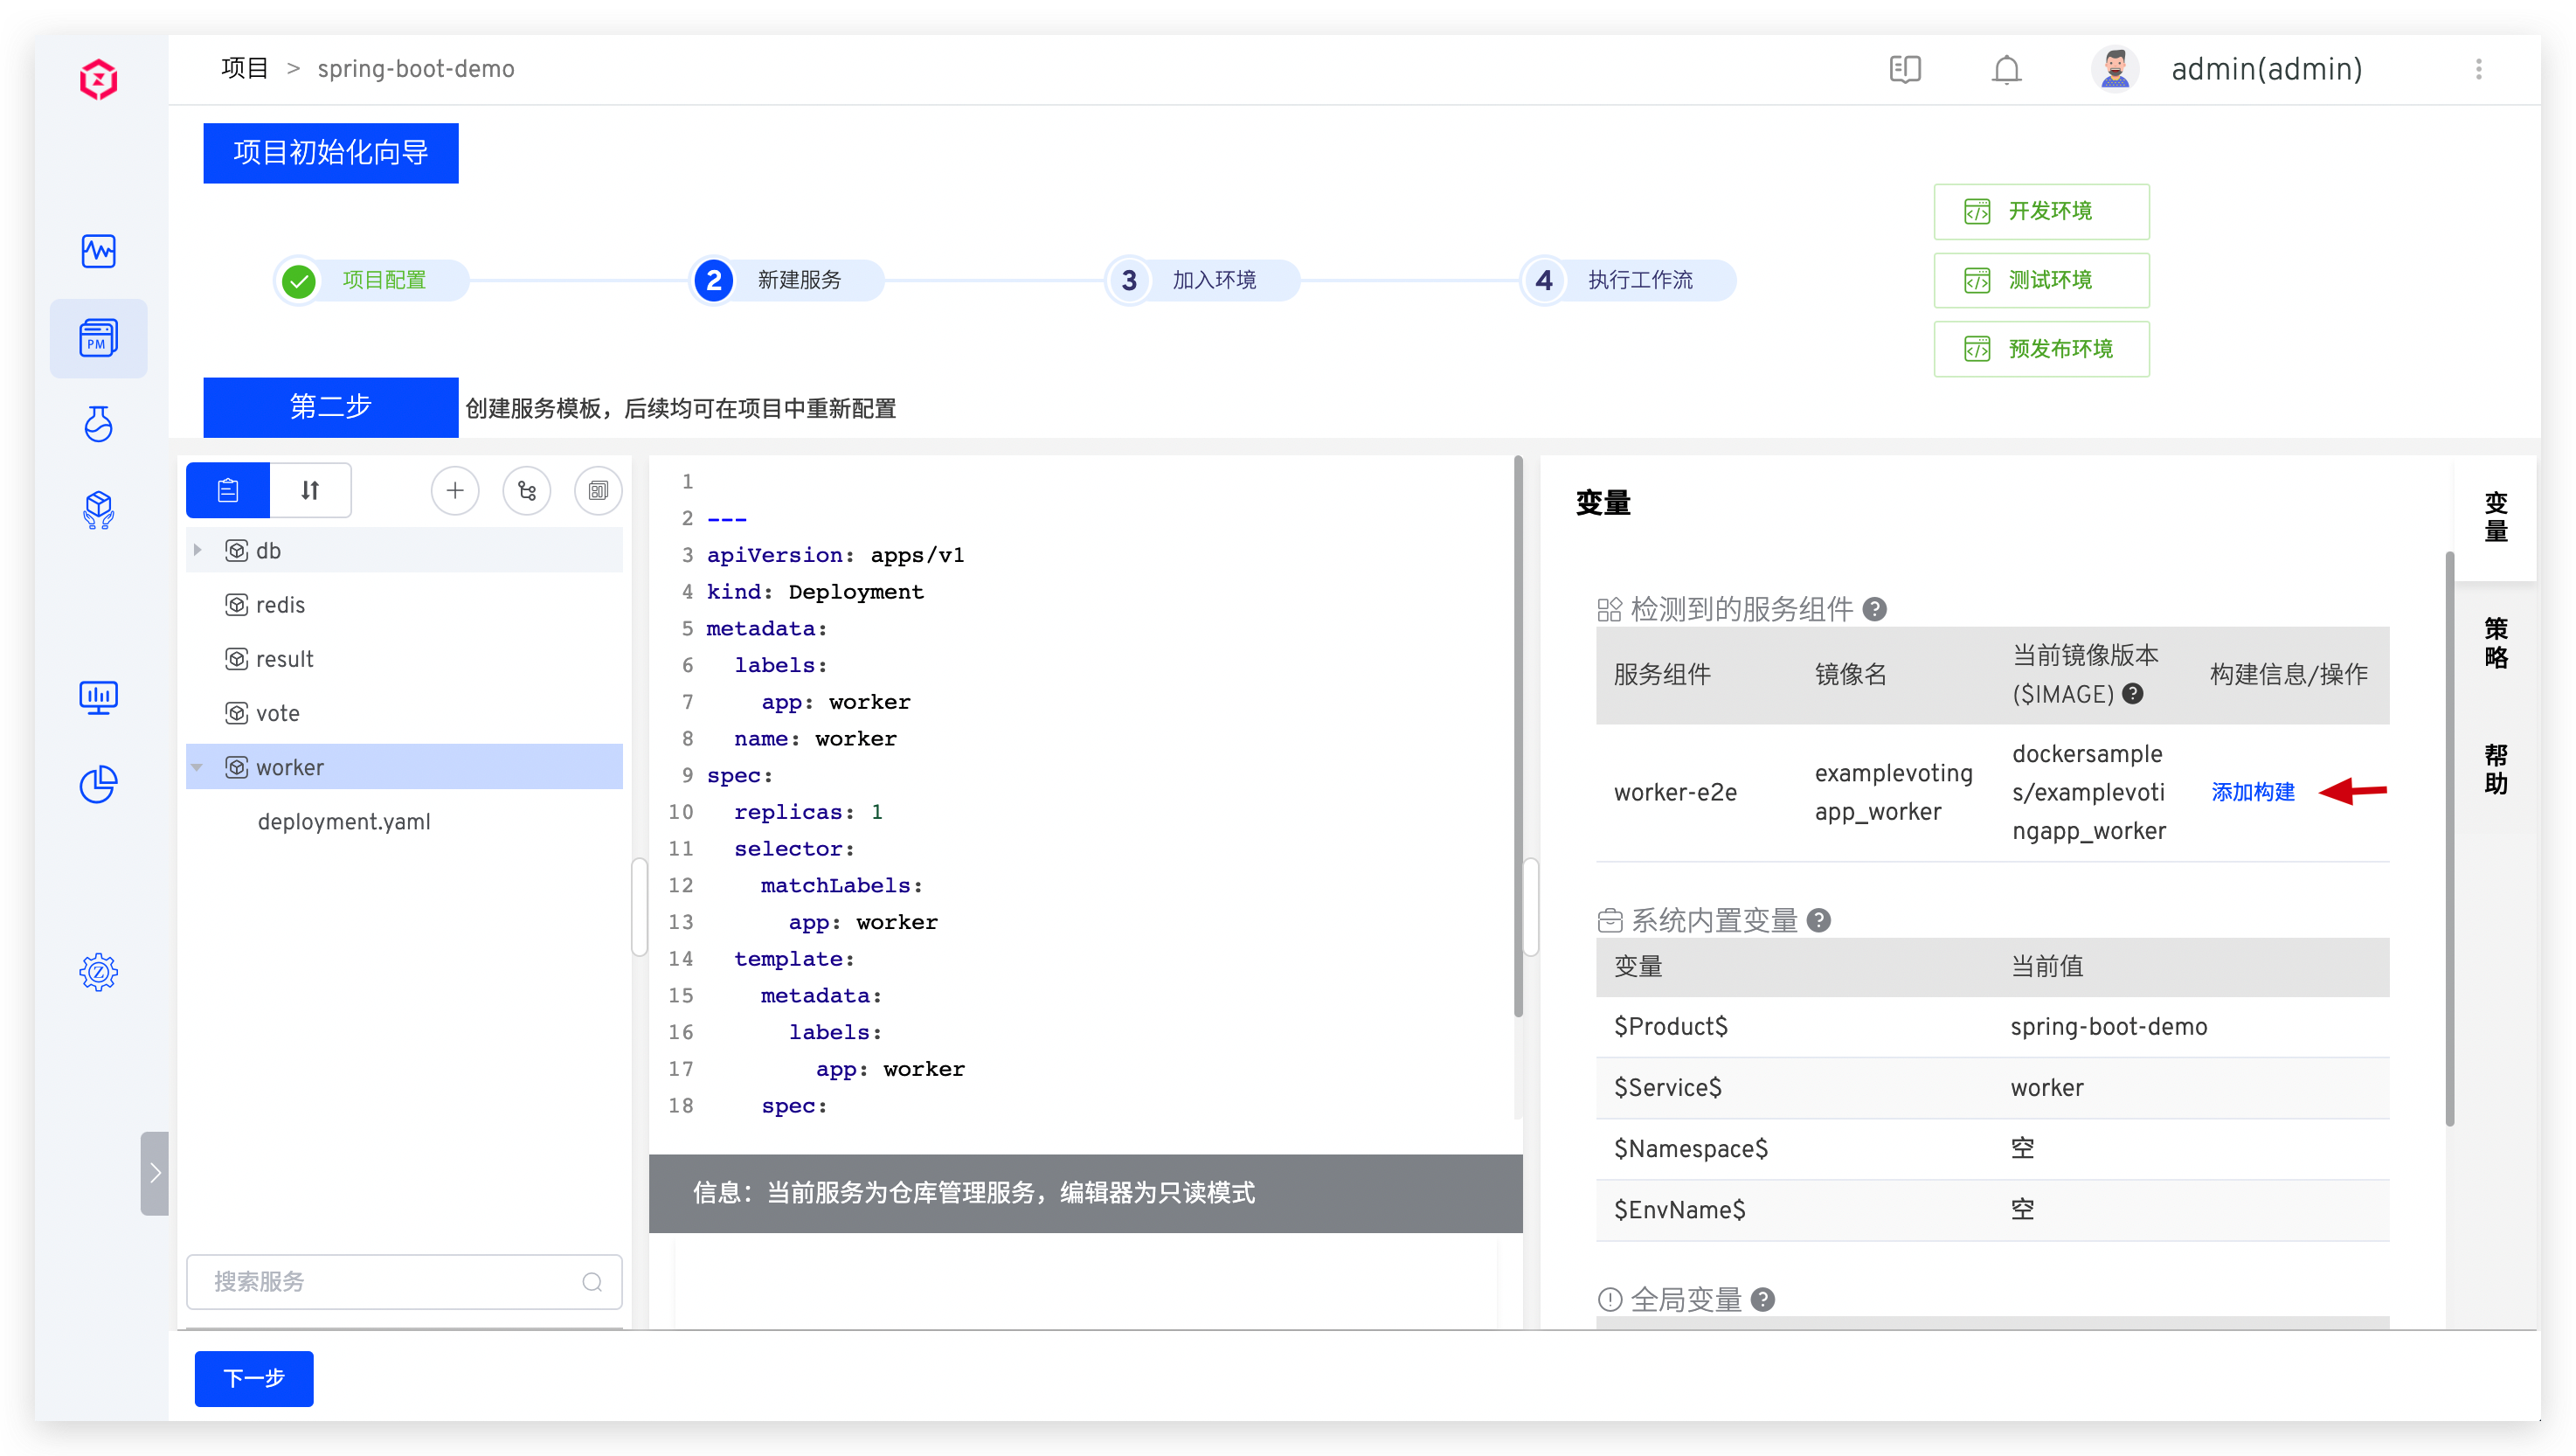 项目 > spring-boot-demo
admin(admin)
项目初始化向导
项目配置
2 新建服务
3 加入环境
4 执行工作流
开发环境
测试环境
预发布环境
第二步 创建服务模板，后续均可在项目中重新配置
PM
db
redis
result
vote
worker
deployment.yaml
搜索服务
1
2 ---
3 apiVersion: apps/v1
4 kind: Deployment
5 metadata:
6 labels:
7 app: worker
8 name: worker
9 spec:
10 replicas: 1
11 selector:
12 matchLabels:
13 app: worker
14 template:
15 metadata:
16 labels:
17 app: worker
18 spec:
信息：当前服务为仓库管理服务，编辑器为只读模式
变量
检测到的服务组件
服务组件 镜像名 当前镜像版本
($IMAGE) 构建信息/操作
worker-e2e
examplevoting
app_worker
dockersample
s/examplevoti
ngapp_worker
添加构建
系统内置变量
变量 当前值
$Product$ spring-boot-demo
$Service$ worker
$Namespace$ 空
$EnvName$ 空
全局变量
变量
策略
帮助
下一步